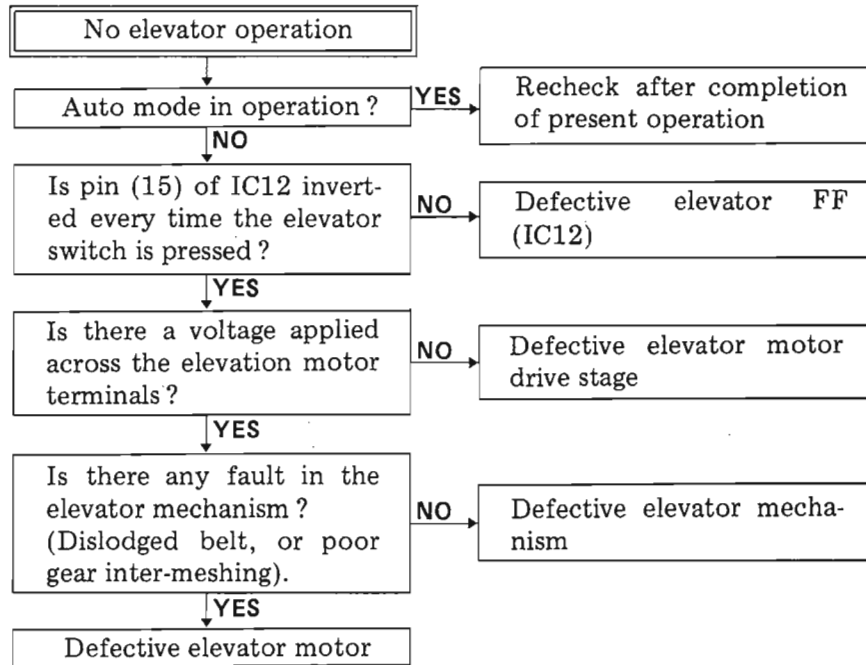 No elevator operation
Auto mode in operation ?
YES
Recheck after completion
of present operation
NO
Is pin (15) of IC12 invert-
ed every time the elevator
switch is pressed ?
NO
Defective elevator FF
(IC12)
YES
Is there a voltage applied
across the elevation motor
terminals ?
NO
Defective elevator motor
drive stage
YES
Is there any fault in the
elevator mechanism ?
(Dislodged belt, or poor
gear inter-meshing).
NO
Defective elevator mecha-
nism
YES
Defective elevator motor